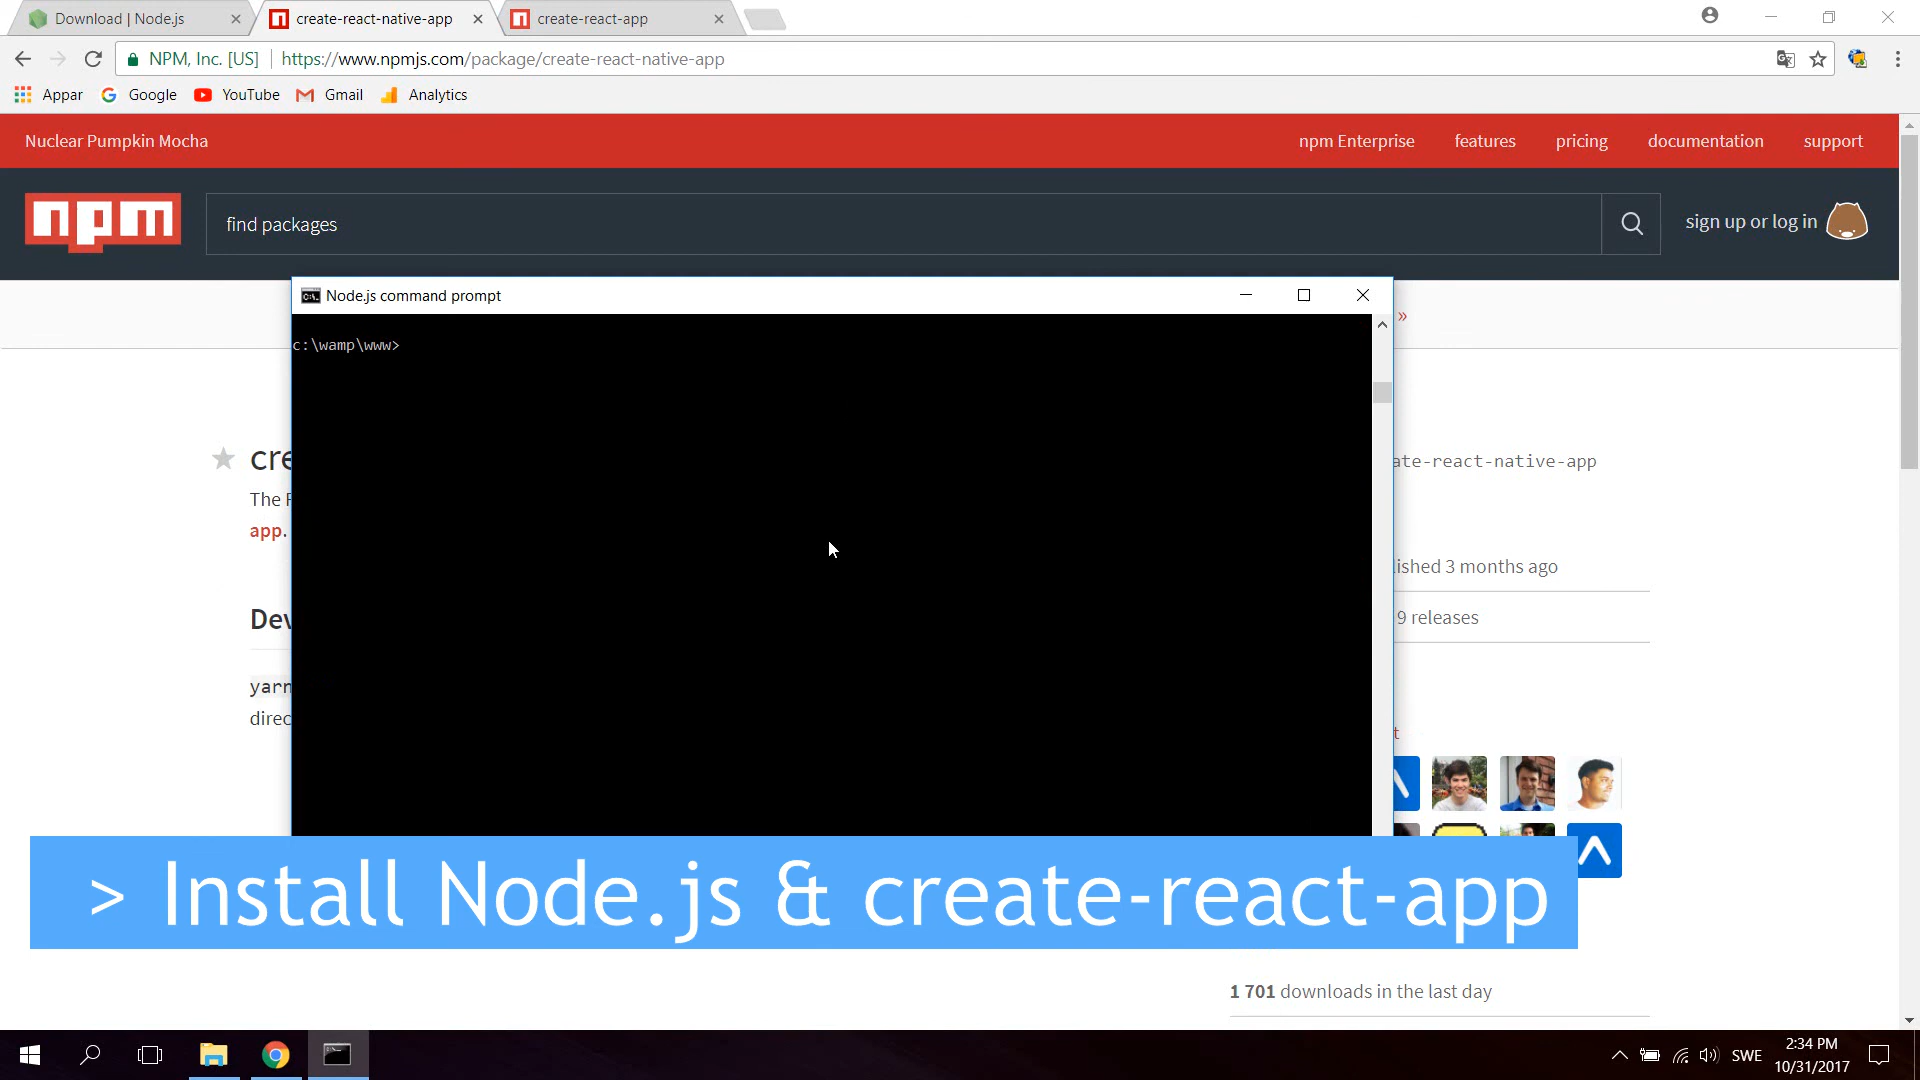 Download | Node.js
create-react-native-app
create-react-app
NPM, Inc. [US]
https://www.npmjs.com/package/create-react-native-app
Appar
Google
YouTube
Gmail
Analytics
Nuclear Pumpkin Mocha
npm Enterprise
features
pricing
documentation
support
npm
find packages
sign up or log in
Node.js command prompt
»
c:\wamp\www>
cre
ate-react-native-app
The
app.
ished 3 months ago
Dev
9 releases
yarn
direc
t
> Install Node.js & create-react-app
1 701 downloads in the last day
SWE
2:34 PM
10/31/2017